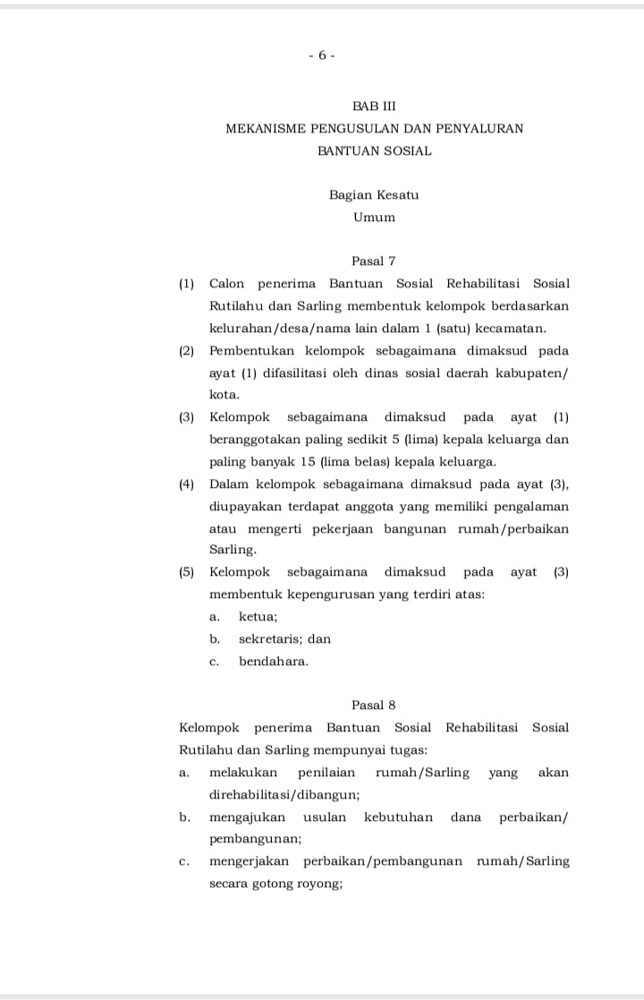 - 6 -
BAB III
MEKANISME PENGUSULAN DAN PENYALURAN
BANTUAN SOSIAL
Bagian Kesatu
Umum
Pasal 7
(1) Calon penerima Bantuan Sosial Rehabilitasi Sosial
Rutilahu dan Sarling membentuk kelompok berdasarkan
kelurahan/desa/nama lain dalam 1 (satu) kecamatan.
(2) Pembentukan kelompok sebagaimana dimaksud pada
ayat (1) difasilitasi oleh dinas sosial daerah kabupaten/
kota.
(3) Kelompok sebagaimana dimaksud pada ayat (1)
beranggotakan paling sedikit 5 (lima) kepala keluarga dan
paling banyak 15 (lima belas) kepala keluarga.
(4) Dalam kelompok sebagaimana dimaksud pada ayat (3),
diupayakan terdapat anggota yang memiliki pengalaman
atau mengerti pekerjaan bangunan rumah/perbaikan
Sarling.
(5) Kelompok sebagaimana dimaksud pada ayat (3)
membentuk kepengurusan yang terdiri atas:
a. ketua;
b. sekretaris; dan
c. bendahara.
Pasal 8
Kelompok penerima Bantuan Sosial Rehabilitasi Sosial
Rutilahu dan Sarling mempunyai tugas:
a. melakukan penilaian rumah/Sarling yang akan
direhabilitasi/dibangun;
b. mengajukan usulan kebutuhan dana perbaikan/
pembangunan;
c. mengerjakan perbaikan/pembangunan rumah/Sarling
secara gotong royong;